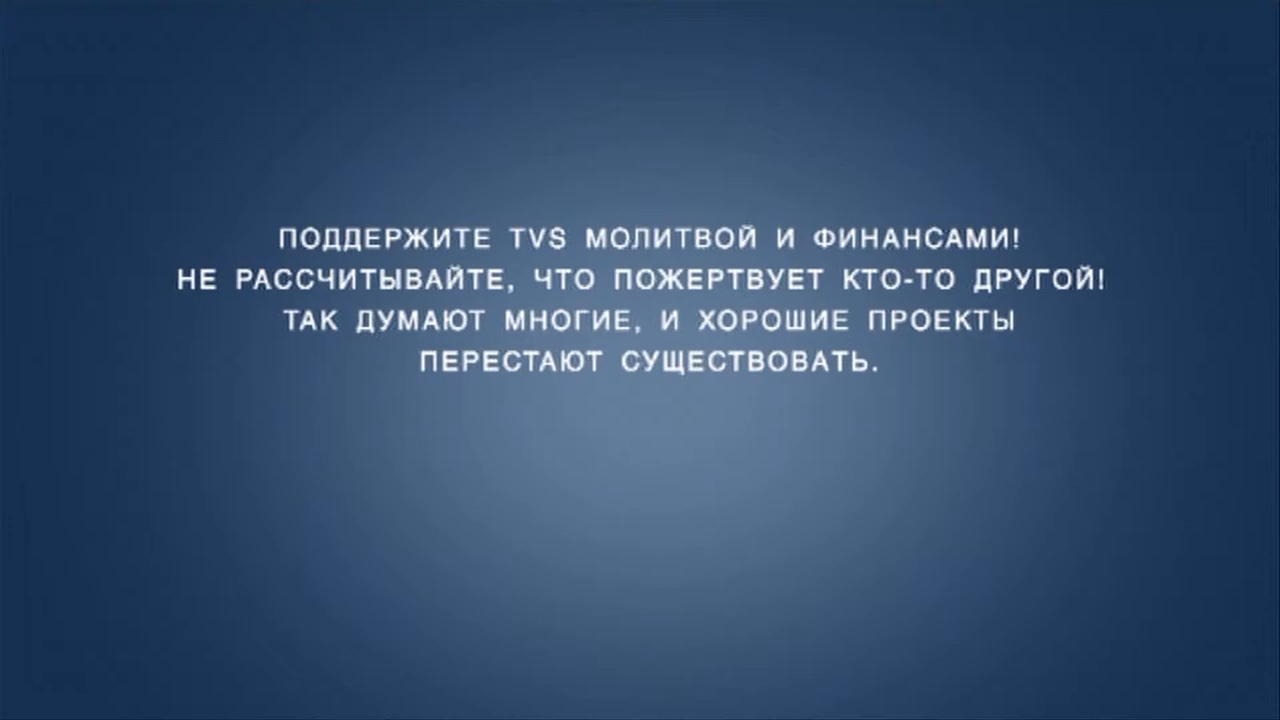 ПОДДЕРЖИТЕ TVS МОЛИТВОЙ И ФИНАНСАМИ!
НЕ РАССЧИТЫВАЙТЕ, ЧТО ПОЖЕРТВУЕТ КТО-ТО ДРУГОЙ!
ТАК ДУМАЮТ МНОГИЕ, И ХОРОШИЕ ПРОЕКТЫ
ПЕРЕСТАЮТ СУЩЕСТВОВАТЬ.